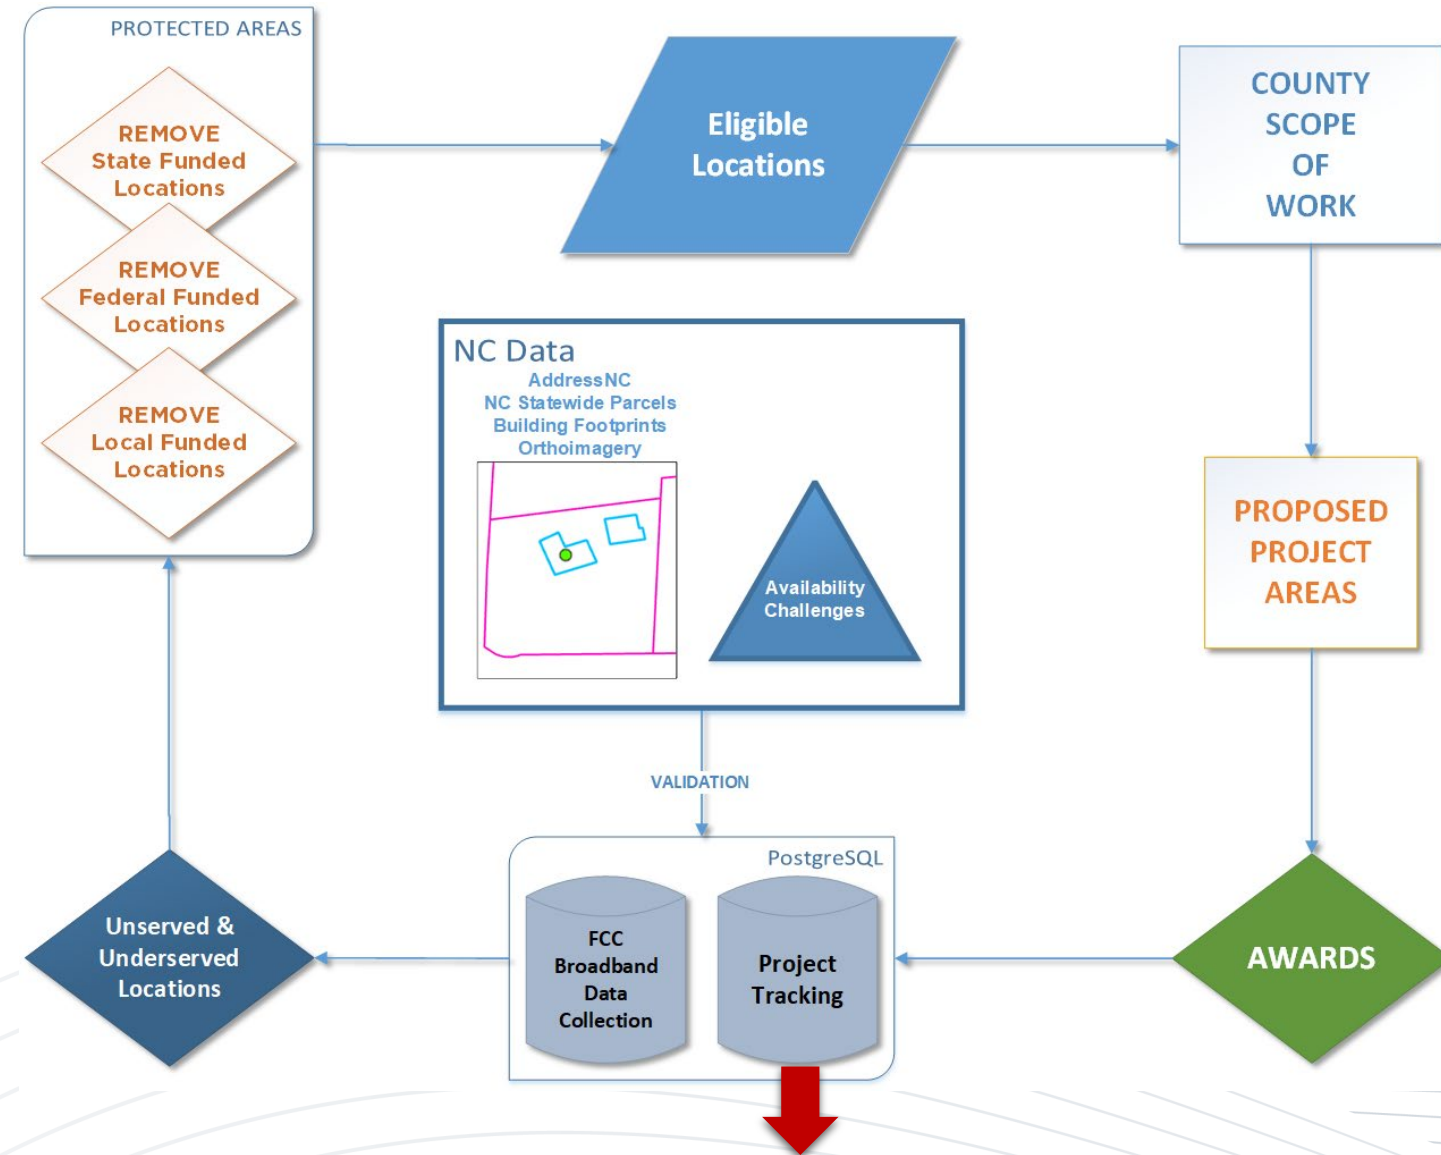 PROTECTED AREAS
REMOVE
State Funded
Locations
REMOVE
Federal Funded
Locations
REMOVE
Local Funded
Locations
Eligible
Locations
COUNTY
SCOPE
OF
WORK
NC Data
AddressNC
NC Statewide Parcels
Building Footprints
Orthoimagery
Availability
Challenges
PROPOSED
PROJECT
AREAS
VALIDATION
PostgreSQL
FCC
Broadband
Data
Collection
Project
Tracking
Unserved &
Underserved
Locations
AWARDS